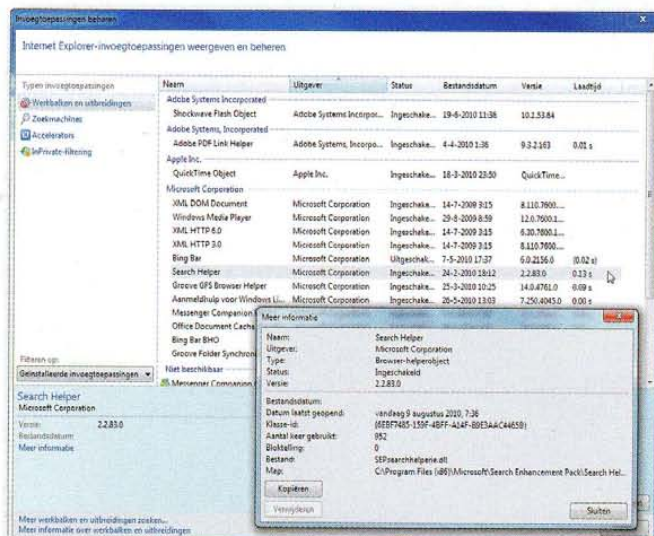 Invoegtoepassingen beheren
Internet Explorer-invoegtoepassingen weergeven en beheren
Typen invoegtoepassingen
Werkbalken en uitbreidingen
Zoekmachines
Accelerators
InPrivate-filtering
Naam Uitgever Status Bestandsdatum Versie Laadtijd
Adobe Systems Incorporated
Shockwave Flash Object Adobe Systems Incorpor... Ingeschake... 19-6-2010 11:36 10.1.53.64
Adobe Systems, Incorporated
Adobe PDF Link Helper Adobe Systems, Incorpo... Ingeschake... 4-4-2010 1:36 9.3.2.163 0.01 s
Apple Inc.
QuickTime Object Apple Inc. Ingeschake... 18-3-2010 23:50 QuickTime...
Microsoft Corporation
XML DOM Document Microsoft Corporation Ingeschake... 14-7-2009 3:15 8.110.7600....
Windows Media Player Microsoft Corporation Ingeschake... 29-8-2009 8:59 12.0.7600.1...
XML HTTP 6.0 Microsoft Corporation Ingeschake... 14-7-2009 3:15 6.30.7600.1...
XML HTTP 3.0 Microsoft Corporation Ingeschake... 14-7-2009 3:15 8.110.7600....
Bing Bar Microsoft Corporation Uitgeschak... 7-5-2010 17:37 6.0.2156.0 (0.02 s)
Search Helper Microsoft Corporation Ingeschake... 24-2-2010 18:12 2.2.83.0 0.13 s
Groove GFS Browser Helper Microsoft Corporation Ingeschake... 25-3-2010 10:25 14.0.4761.0 0.09 s
Aanmeldhulp voor Windows Li... Microsoft Corporation Ingeschake... 26-5-2010 13:03 7.250.4045.0 0.00 s
Messenger Companion
Office Document Cache
Bing Bar BHO
Groove Folder Synchroni
Niet beschikbaar
Messenger Companion
Filteren op:
Geïnstalleerde invoegtoepassingen
Search Helper
Microsoft Corporation
Versie: 2.2.83.0
Bestandsdatum:
Meer informatie
Meer werkbalken en uitbreidingen zoeken...
Meer informatie over werkbalken en uitbreidingen
Meer informatie
Naam: Search Helper
Uitgever: Microsoft Corporation
Type: Browser-helperobject
Status: Ingeschakeld
Versie: 2.2.83.0
Bestandsdatum:
Datum laatst geopend: vandaag 9 augustus 2010, 7:36
Klasse-id: {6EBF7485-159F-4BFF-A14F-B9E3AAC4465B}
Aantal keer gebruikt: 952
Bloktelling: 0
Bestand: SEPsearchhelperie.dll
Map: C:\Program Files (x86)\Microsoft\Search Enhancement Pack\Search Hel...
Kopiëren
Verwijderen
Sluiten